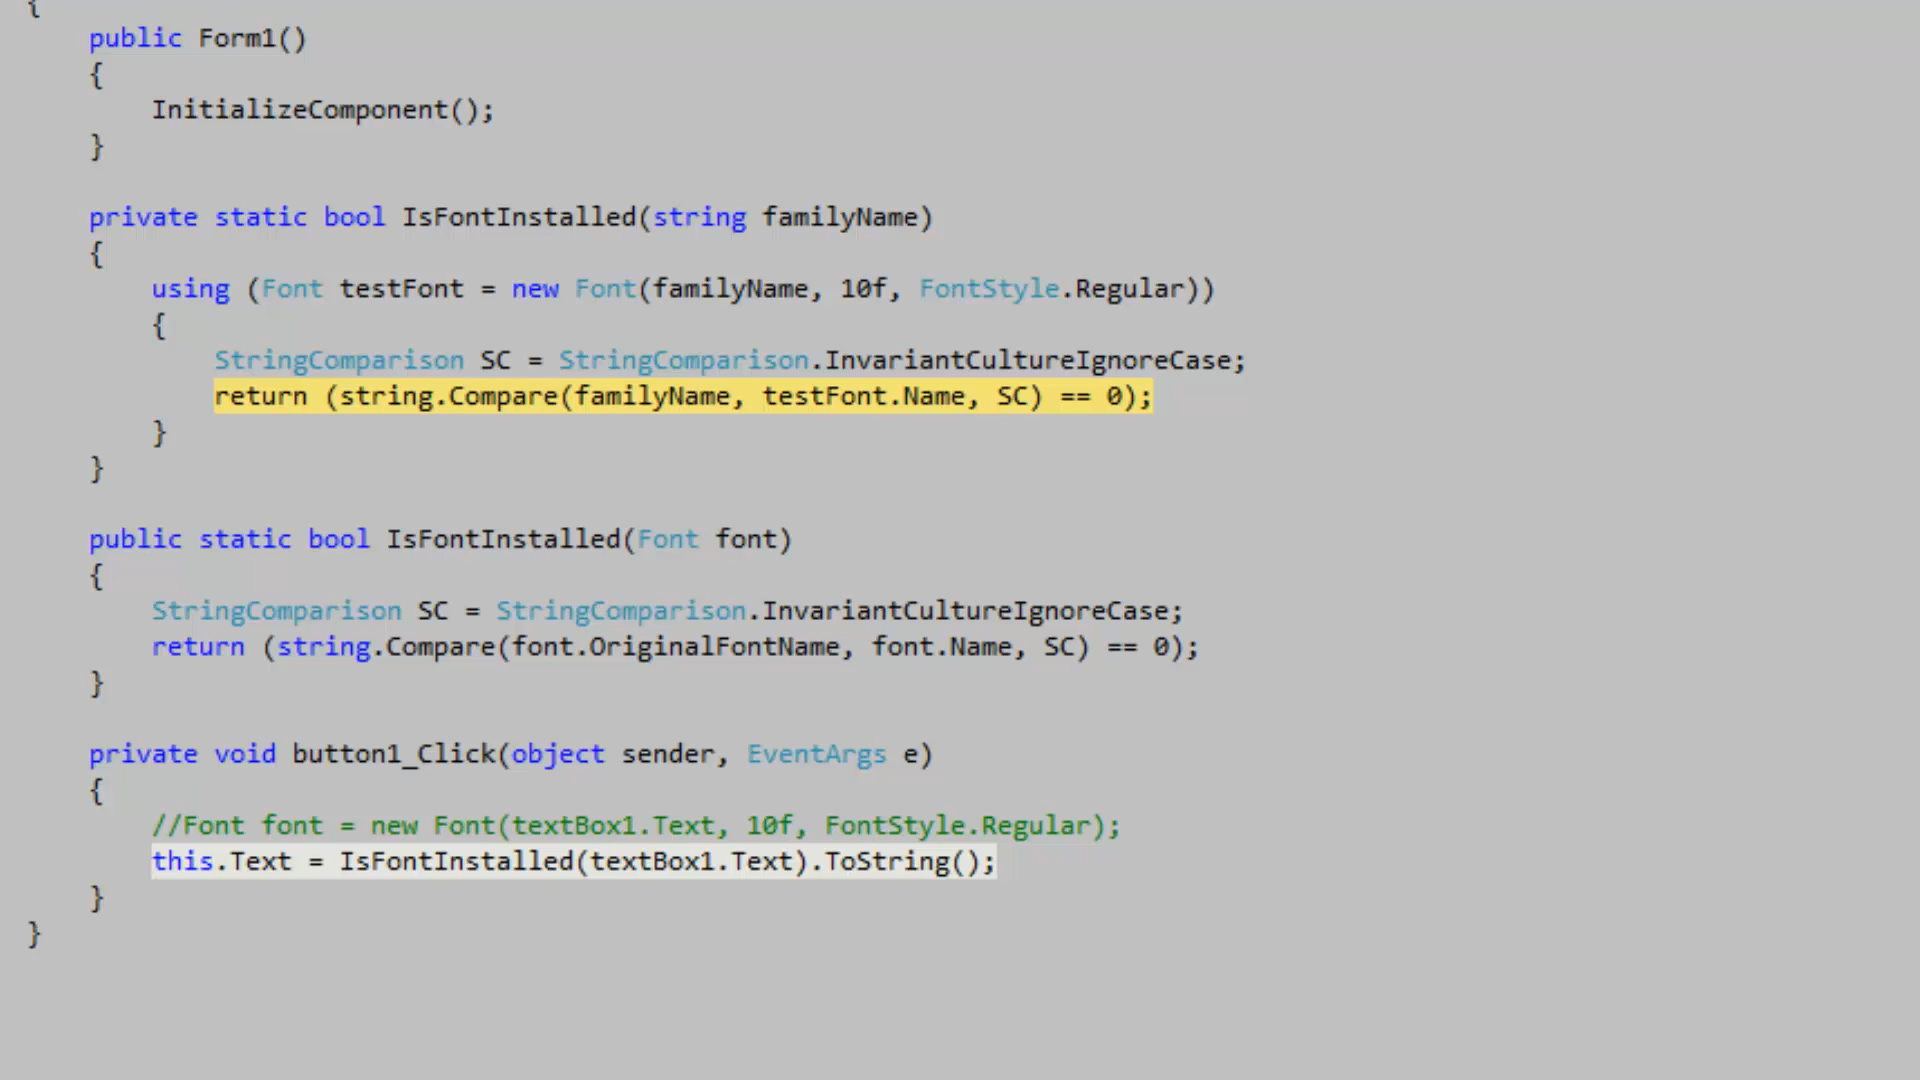 {
public Form1()
{
InitializeComponent();
}
private static bool IsFontInstalled(string familyName)
{
using (Font testFont = new Font(familyName, 10f, FontStyle.Regular))
{
StringComparison SC = StringComparison.InvariantCultureIgnoreCase;
return (string.Compare(familyName, testFont.Name, SC) == 0);
}
}
public static bool IsFontInstalled(Font font)
{
StringComparison SC = StringComparison.InvariantCultureIgnoreCase;
return (string.Compare(font.OriginalFontName, font.Name, SC) == 0);
}
private void button1_Click(object sender, EventArgs e)
{
//Font font = new Font(textBox1.Text, 10f, FontStyle.Regular);
this.Text = IsFontInstalled(textBox1.Text).ToString();
}
}